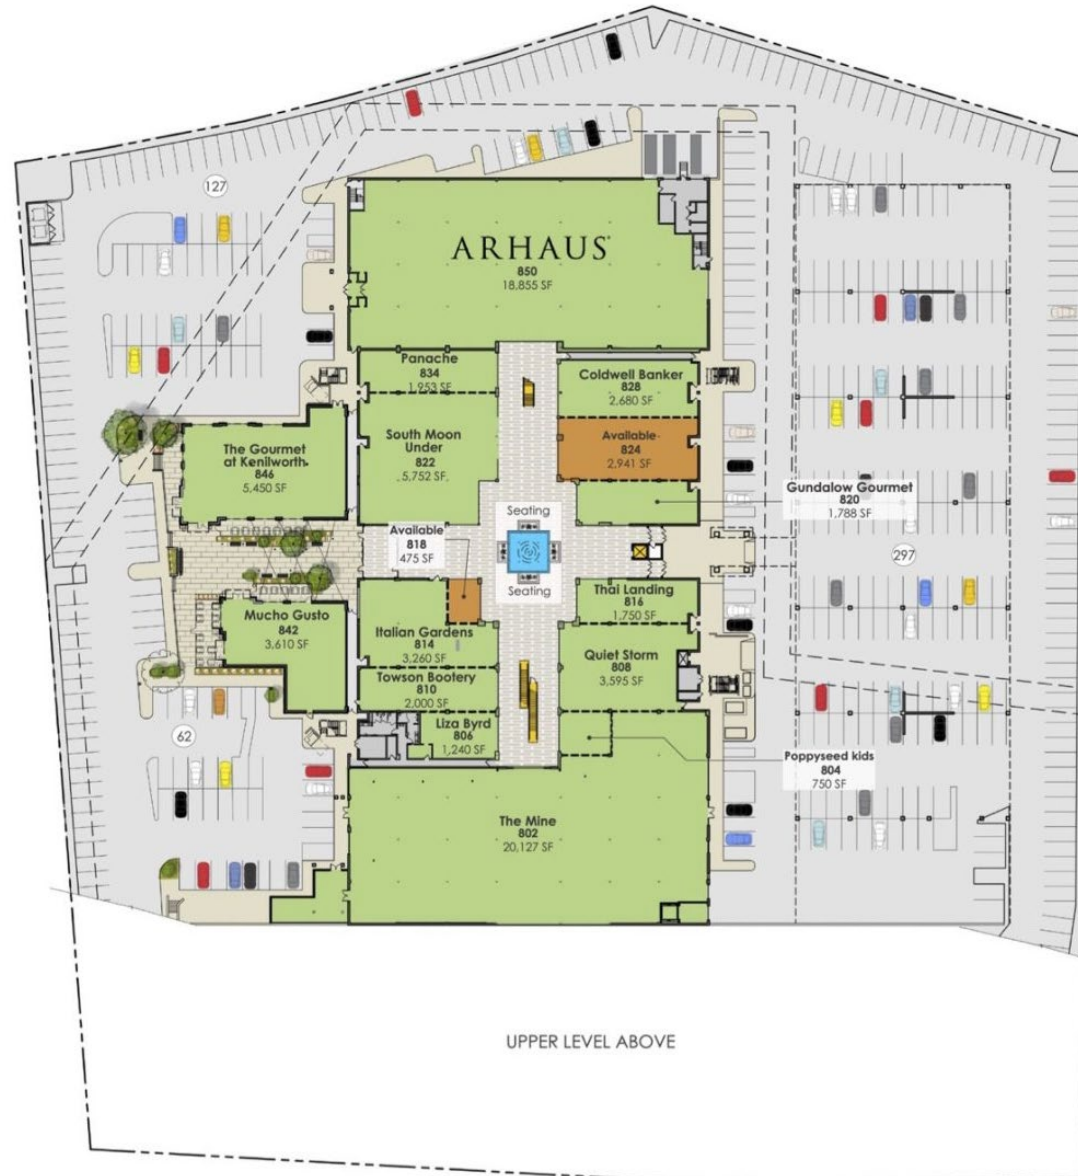 127
ARHAUS
850
18,855 SF
Panache
834
1,953 SF
Coldwell Banker
828
2,680 SF
South Moon
Under
822
5,752 SF
Available
824
2,941 SF
The Gourmet
at Kenilworth
846
5,450 SF
Gundalow Gourmet
820
1,788 SF
Seating
Available
818
475 SF
297
Seating
Thai Landing
816
1,750 SF
Mucho Gusto
842
3,610 SF
Italian Gardens
814
3,260 SF
Quiet Storm
808
3,595 SF
Towson Bootery
810
2,000 SF
Liza Byrd
806
1,240 SF
62
Poppyseed kids
804
750 SF
The Mine
802
20,127 SF
UPPER LEVEL ABOVE